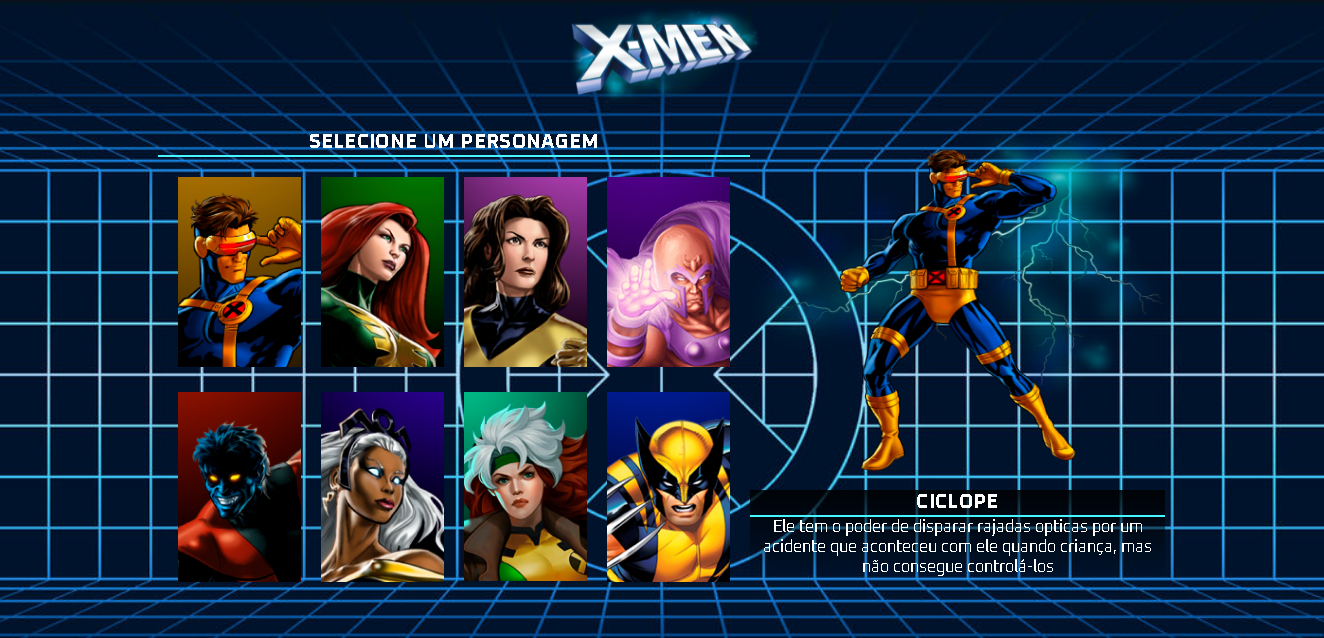 X-MEN
SELECIONE UM PERSONAGEM
CICLOPE
Ele tem o poder de disparar rajadas opticas por um
acidente que aconteceu com ele quando criança, mas
não consegue controlá-los